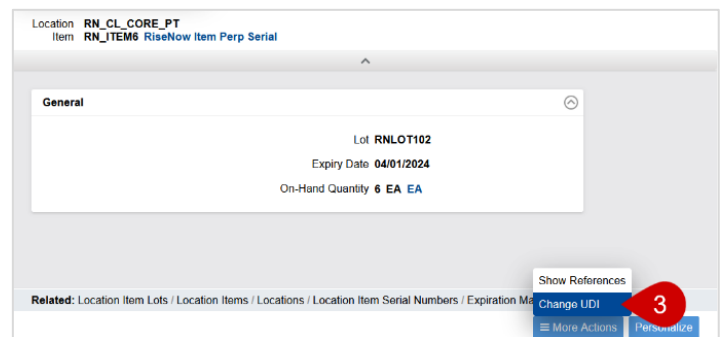 Location RN_CL_CORE_PT
Item RN_ITEM6 RiseNow Item Perp Serial
General
Lot RNLOT102
Expiry Date 04/01/2024
On-Hand Quantity 6 EA EA
Show References
Related: Location Item Lots / Location Items / Locations / Location Item Serial Numbers / Expiration Ma
Change UDI 3
≡ More Actions Personalize